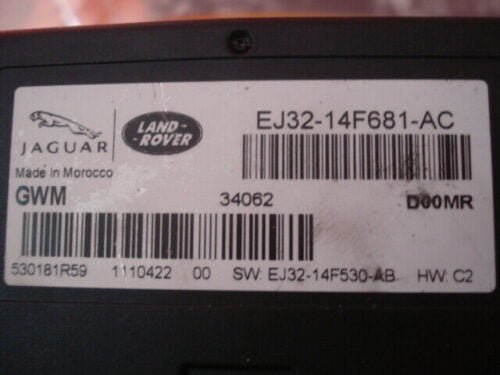 EJ32-14F681-AC
JAGUAR
LAND-
ROVER
Made in Morocco
GWM 34062 D00MR
530181R59 1110422 00 SW: EJ32-14F530-AB HW: C2